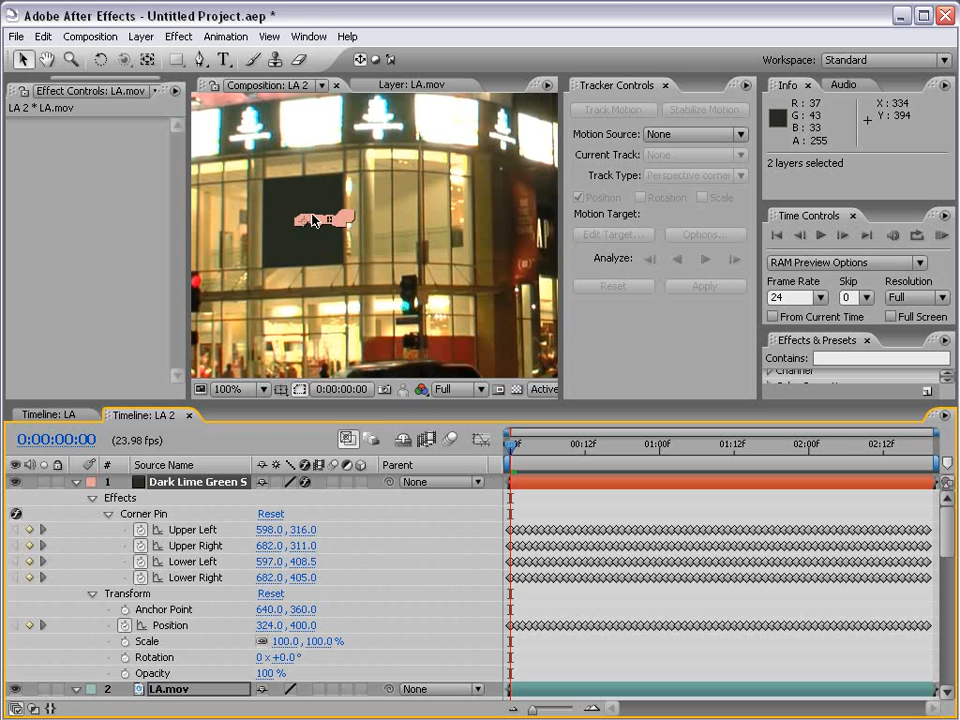 Adobe After Effects - Untitled Project.aep *
File Edit Composition Layer Effect Animation View Window Help
Workspace: Standard
Effect Controls: LA.mov
LA 2 * LA.mov
Composition: LA 2
Layer: LA.mov
100%
0:00:00:00
Full
Active
Tracker Controls
Track Motion Stabilize Motion
Motion Source: None
Current Track: None
Track Type: Perspective corner
Position Rotation Scale
Motion Target:
Edit Target... Options...
Analyze:
Reset Apply
Info Audio
R: 37 X: 334
G: 43 Y: 394
B: 33
A: 255
2 layers selected
Time Controls
RAM Preview Options
Frame Rate Skip Resolution
24 0 Full
From Current Time Full Screen
Effects & Presets
Contains:
Channel
Timeline: LA
Timeline: LA 2
0:00:00:00 (23.98 fps)
00:12F 01:00F 01:12F 02:00F 02:12F
# Source Name Parent
1 Dark Lime Green S None
Effects
Corner Pin Reset
Upper Left 598.0, 316.0
Upper Right 682.0, 311.0
Lower Left 597.0, 408.5
Lower Right 682.0, 405.0
Transform Reset
Anchor Point 640.0, 360.0
Position 324.0, 400.0
Scale 100.0, 100.0 %
Rotation 0 x +0.0 °
Opacity 100 %
2 LA.mov None